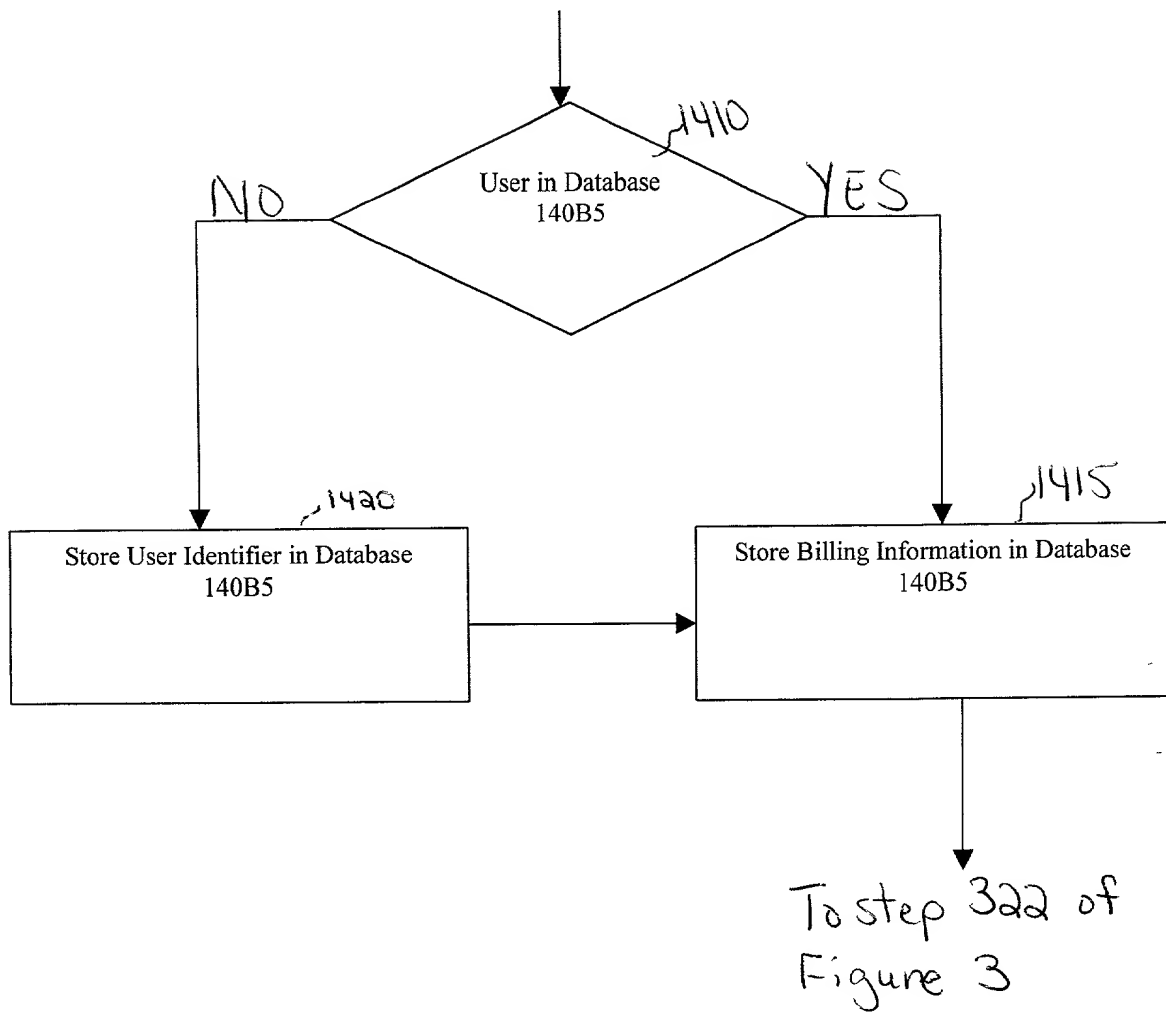 1410
User in Database
140B5
NO
YES
1420
Store User Identifier in Database
140B5
1415
Store Billing Information in Database
140B5
To step 322 of
Figure 3